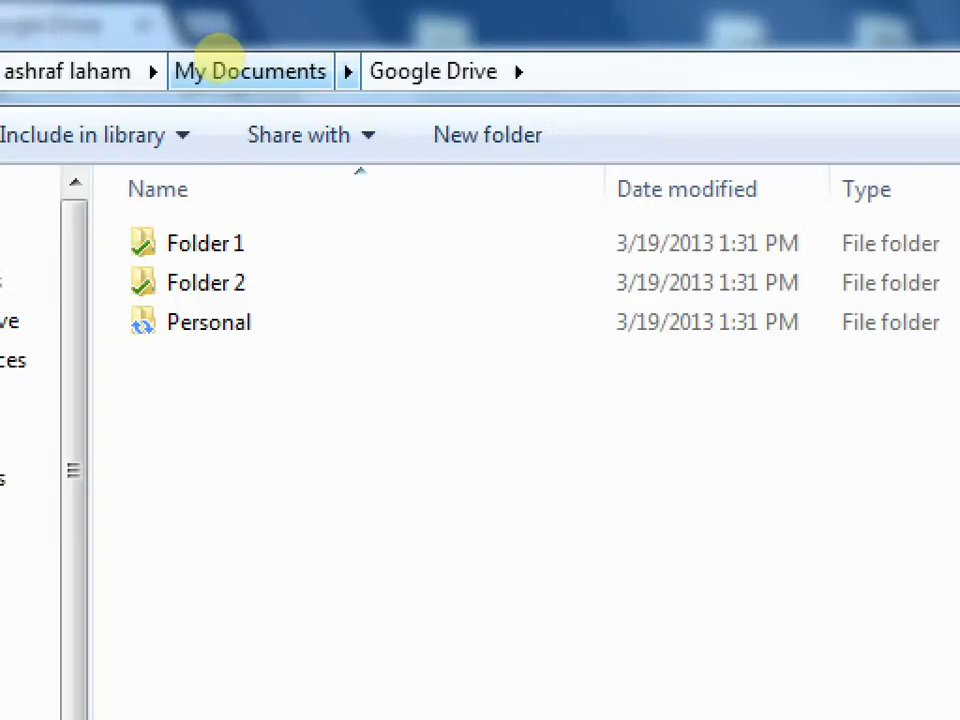 ashraf laham My Documents Google Drive
Include in library Share with New folder
Name Date modified Type
Folder 1 3/19/2013 1:31 PM File folder
Folder 2 3/19/2013 1:31 PM File folder
ve Personal 3/19/2013 1:31 PM File folder
ces
s